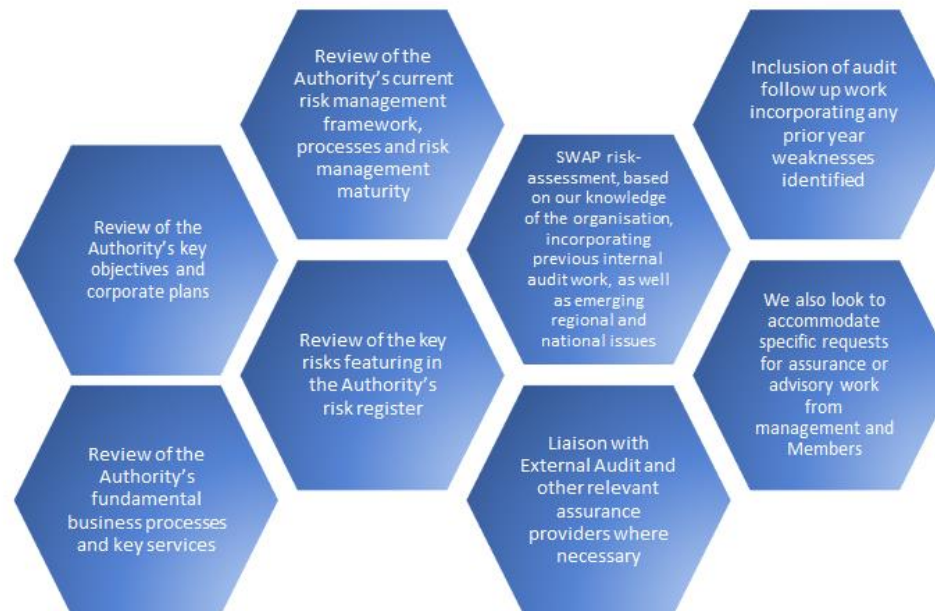 Review of the
Authority's current
risk management
framework,
processes and risk
management
maturity
Inclusion of audit
follow up work
incorporating any
prior year
weaknesses
identified
SWAP risk-
assessment, based
on our knowledge
of the organisation,
incorporating
previous internal
audit work, as well
as emerging
regional and
national issues
Review of the
Authority's key
objectives and
corporate plans
Review of the key
risks featuring in
the Authority's
risk register
We also look to
accommodate
specific requests
for assurance or
advisory work
from
management and
Members
Review of the
Authority's
fundamental
business processes
and key services
Liaison with
External Audit and
other relevant
assurance
providers where
necessary